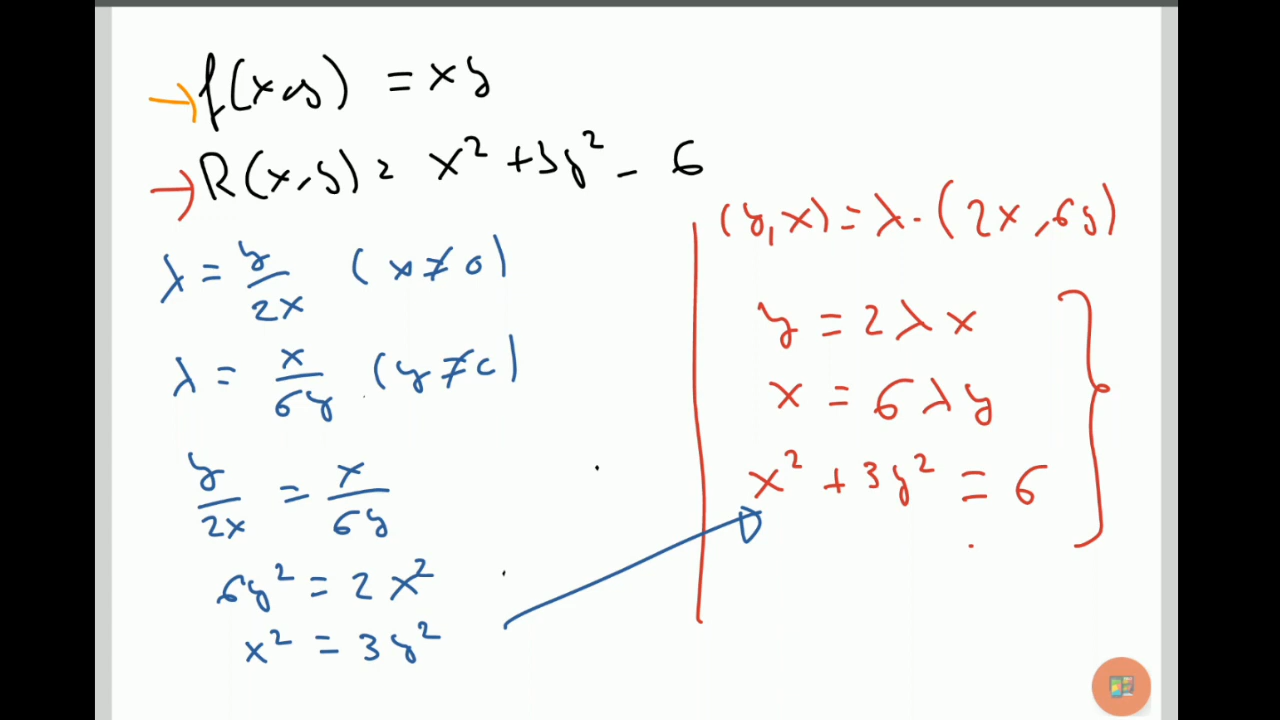 f(x,y) = xy
R(x,y) = x² + 3y² - 6
(y, x) = λ · (2x, 6y)
y = 2λx
x = 6λy
x² + 3y² = 6
λ = y/2x (x ≠ 0)
λ = x/6y (y ≠ 0)
y/2x = x/6y
6y² = 2x²
x² = 3y²